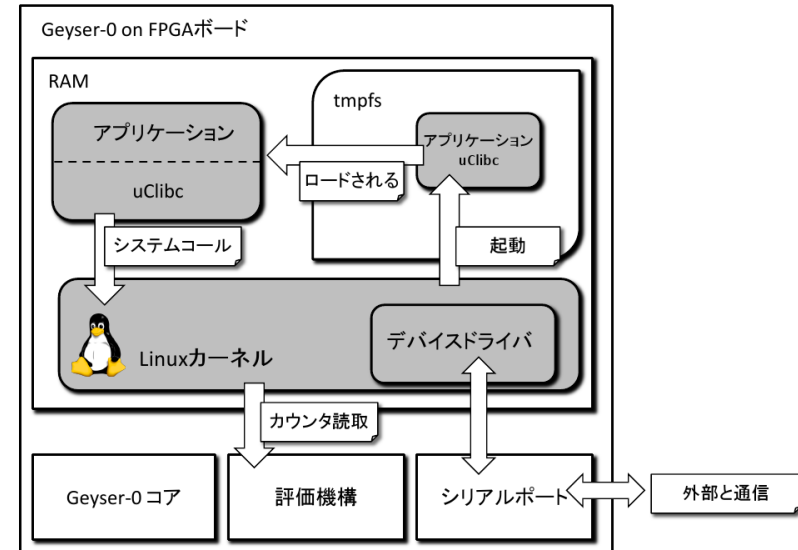 Geyser-0 on FPGAボード
RAM
tmpfs
アプリケーション
uClibc
アプリケーション
uClibc
ロードされる
システムコール
起動
Linuxカーネル
デバイスドライバ
カウンタ読取
Geyser-0 コア
評価機構
シリアルポート
外部と通信